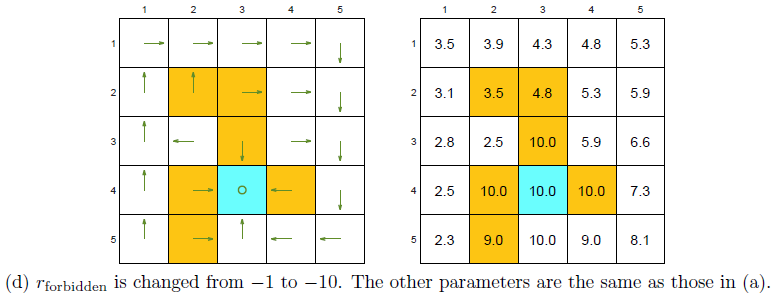 1 2 3 4 5 1 2 3 4 5
1 1 3.5 3.9 4.3 4.8 5.3
2 2 3.1 3.5 4.8 5.3 5.9
3 3 2.8 2.5 10.0 5.9 6.6
4 4 2.5 10.0 10.0 10.0 7.3
5 5 2.3 9.0 10.0 9.0 8.1
(d) r_forbidden is changed from −1 to −10. The other parameters are the same as those in (a).